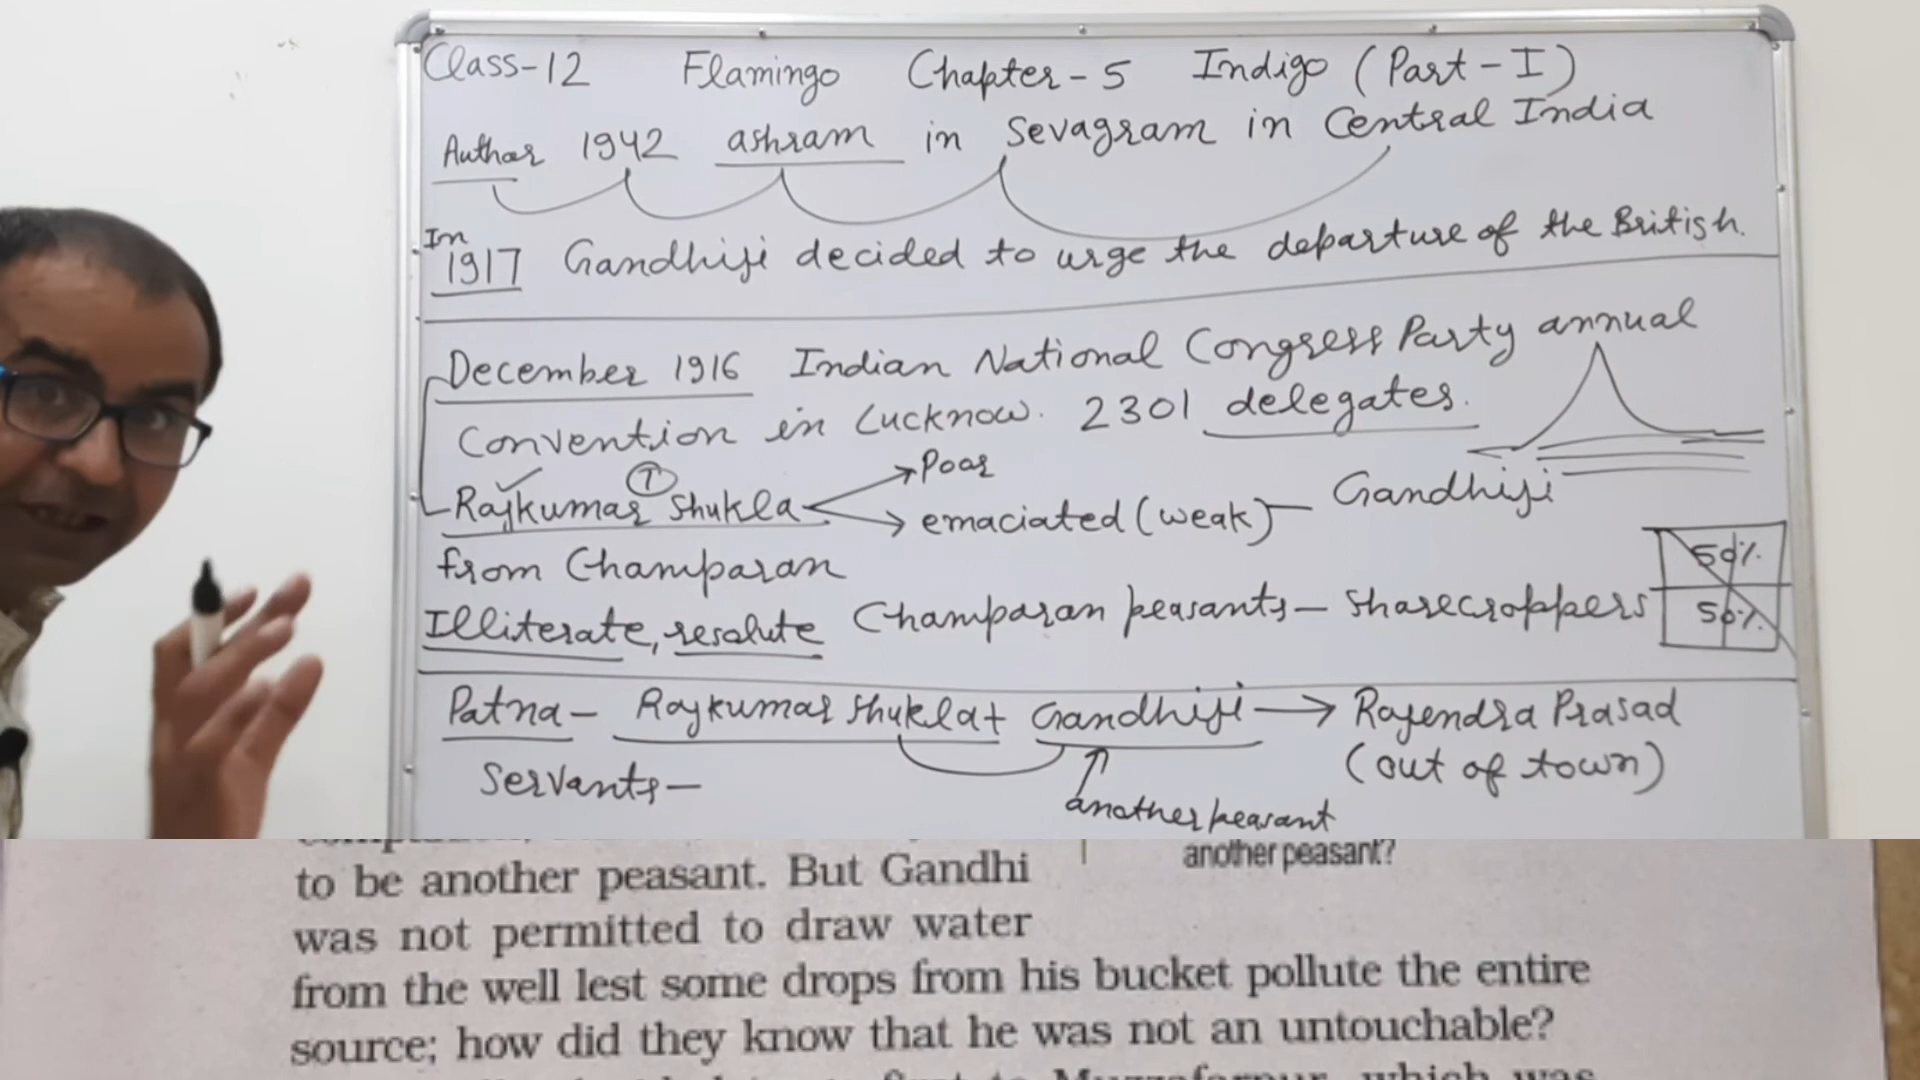 Class-12 Flamingo Chapter-5 Indigo (Part-I)
Author 1942 ashram in Sevagram in Central India
In 1917 Gandhiji decided to urge the departure of the British.
December 1916 Indian National Congress Party annual
Convention in Lucknow. 2301 delegates.
Rajkumar Shukla Poor
emaciated (weak) Gandhiji
from Champaran
50%
Illiterate, resolute Champaran peasants - Sharecroppers
50%
Patna - Rajkumar Shukla + Gandhiji → Rajendra Prasad
Servants - (out of town)
another peasant
another peasant?
to be another peasant. But Gandhi
was not permitted to draw water
from the well lest some drops from his bucket pollute the entire
source; how did they know that he was not an untouchable?
which was